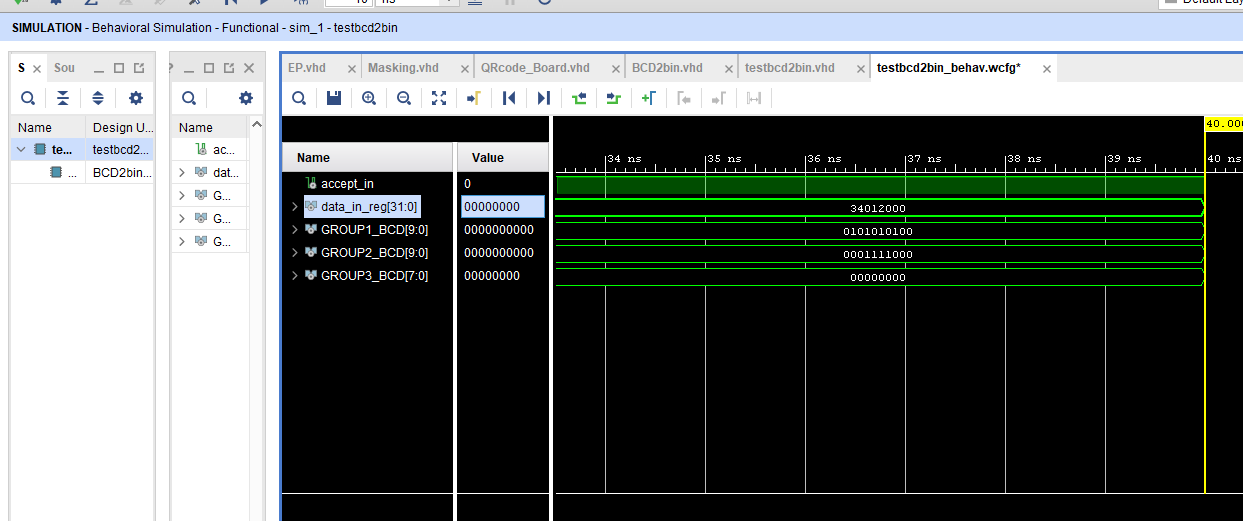 10 ns
Default Lay
SIMULATION - Behavioral Simulation - Functional - sim_1 - testbcd2bin
S
Sou
?
EP.vhd
Masking.vhd
QRcode_Board.vhd
BCD2bin.vhd
testbcd2bin.vhd
testbcd2bin_behav.wcfg*
Name Design U...
te... testbcd2...
... BCD2bin...
Name
ac...
dat...
G...
G...
G...
Name Value
accept_in 0
data_in_reg[31:0] 00000000
GROUP1_BCD[9:0] 0000000000
GROUP2_BCD[9:0] 0000000000
GROUP3_BCD[7:0] 00000000
40.000
34 ns 35 ns 36 ns 37 ns 38 ns 39 ns 40 ns
34012000
0101010100
0001111000
00000000